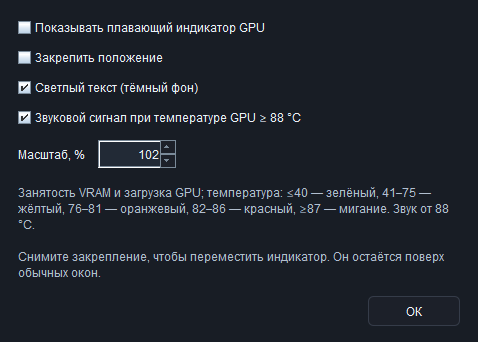 Показывать плавающий индикатор GPU
Закрепить положение
Светлый текст (тёмный фон)
Звуковой сигнал при температуре GPU ≥ 88 °C
Масштаб, % 102
Занятость VRAM и загрузка GPU; температура: ≤40 — зелёный, 41–75 —
жёлтый, 76–81 — оранжевый, 82–86 — красный, ≥87 — мигание. Звук от 88
°C.
Снимите закрепление, чтобы переместить индикатор. Он остаётся поверх
обычных окон.
ОК